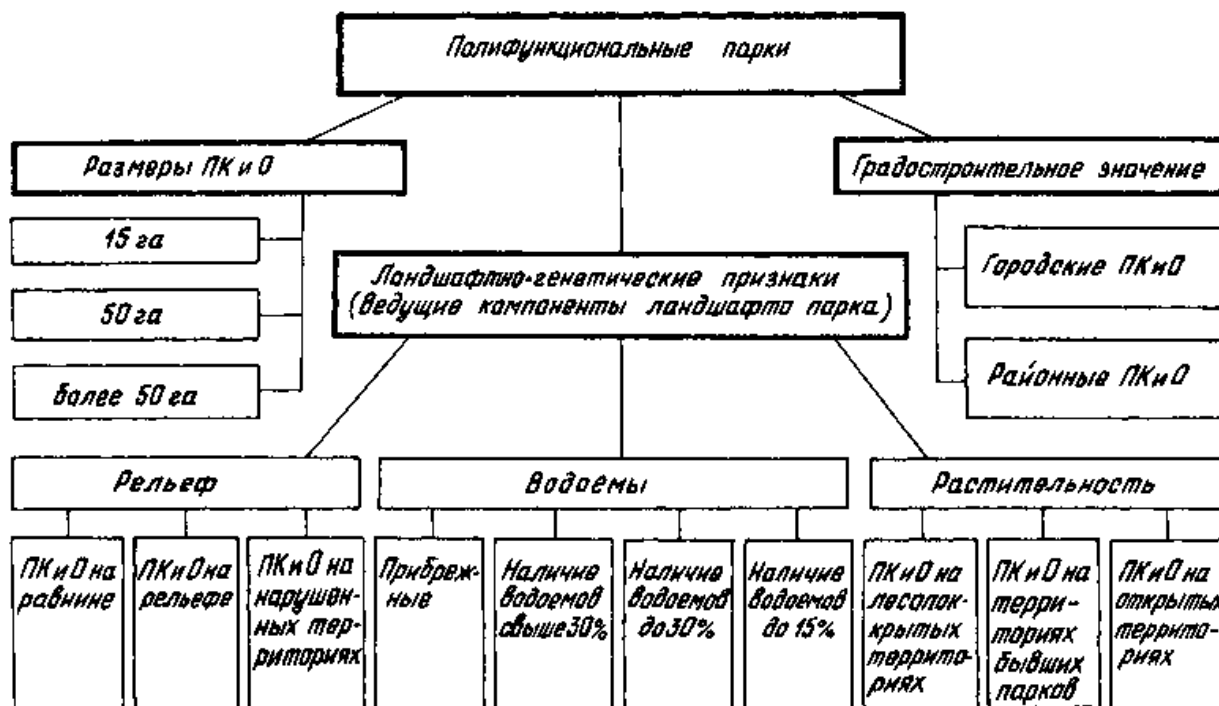 Полифункциональные парки
Размеры ПКиО
Градостроительное значение
15 га
50 га
более 50 га
Ландшафтно-генетические признаки
(ведущие компоненты ландшафта парка)
Городские ПКиО
Районные ПКиО
Рельеф
Водоёмы
Растительность
ПКиО на
равнине
ПКиО на
рельефе
ПКиО на
нарушен-
ных тер-
риториях
Прибреж-
ные
Наличие
водоемов
свыше 30%
Наличие
водоемов
до 30%
Наличие
водоемов
до 15%
ПКиО на
лесопок-
крытых
террито-
риях
ПКиО на
терри-
ториях
бывших
парков
ПКиО на
открытых
террито-
риях